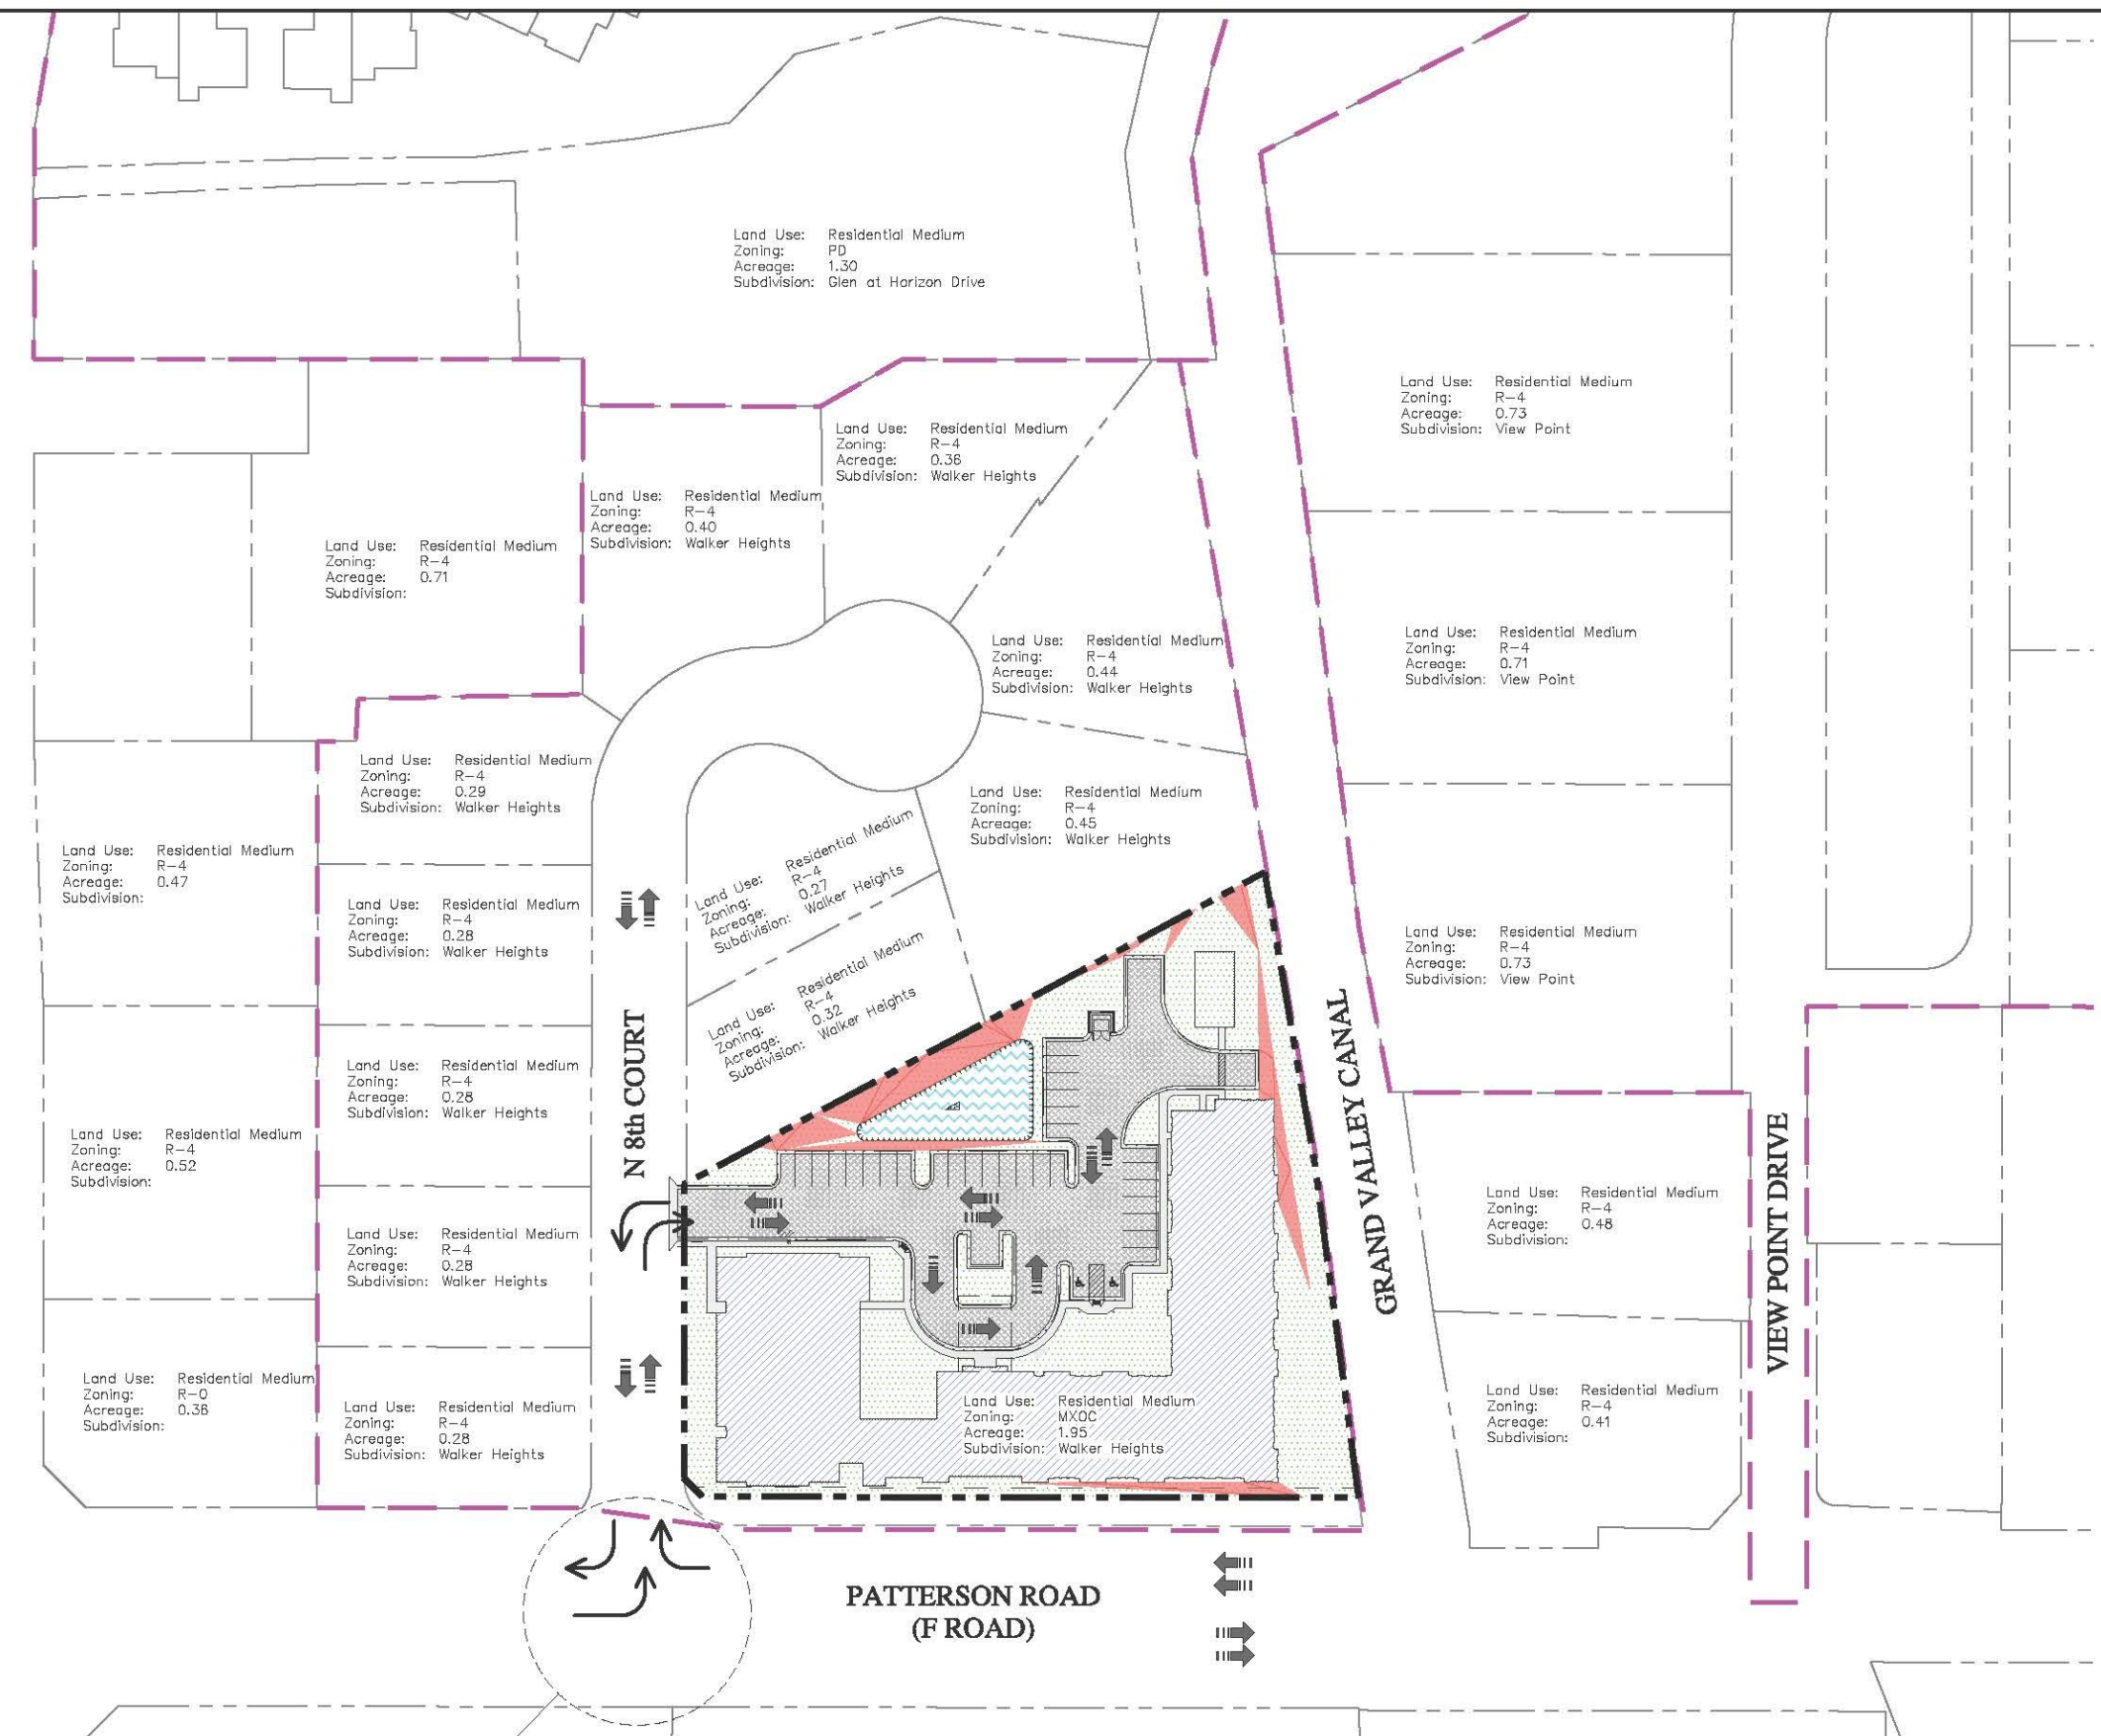 Land Use: Residential Medium
Zoning: PD
Acreage: 1.30
Subdivision: Glen at Horizon Drive
Land Use: Residential Medium
Zoning: R-4
Acreage: 0.73
Subdivision: View Point
Land Use: Residential Medium
Zoning: R-4
Acreage: 0.36
Subdivision: Walker Heights
Land Use: Residential Medium
Zoning: R-4
Acreage: 0.40
Subdivision: Walker Heights
Land Use: Residential Medium
Zoning: R-4
Acreage: 0.71
Subdivision:
Land Use: Residential Medium
Zoning: R-4
Acreage: 0.44
Subdivision: Walker Heights
Land Use: Residential Medium
Zoning: R-4
Acreage: 0.71
Subdivision: View Point
Land Use: Residential Medium
Zoning: R-4
Acreage: 0.29
Subdivision: Walker Heights
Land Use: Residential Medium
Zoning: R-4
Acreage: 0.45
Subdivision: Walker Heights
Land Use: Residential Medium
Zoning: R-4
Acreage: 0.47
Subdivision:
Land Use: Residential Medium
Zoning: R-4
Acreage: 0.28
Subdivision: Walker Heights
Land Use: Residential Medium
Zoning: R-4
Acreage: 0.27
Subdivision: Walker Heights
Land Use: Residential Medium
Zoning: R-4
Acreage: 0.73
Subdivision: View Point
Land Use: Residential Medium
Zoning: R-4
Acreage: 0.32
Subdivision: Walker Heights
N 8th COURT
GRAND VALLEY CANAL
Land Use: Residential Medium
Zoning: R-4
Acreage: 0.28
Subdivision: Walker Heights
Land Use: Residential Medium
Zoning: R-4
Acreage: 0.52
Subdivision:
VIEW POINT DRIVE
Land Use: Residential Medium
Zoning: R-4
Acreage: 0.48
Subdivision:
Land Use: Residential Medium
Zoning: R-4
Acreage: 0.28
Subdivision: Walker Heights
Land Use: Residential Medium
Zoning: R-O
Acreage: 0.36
Subdivision:
Land Use: Residential Medium
Zoning: R-4
Acreage: 0.28
Subdivision: Walker Heights
Land Use: Residential Medium
Zoning: MXOC
Acreage: 1.95
Subdivision: Walker Heights
Land Use: Residential Medium
Zoning: R-4
Acreage: 0.41
Subdivision:
PATTERSON ROAD
(F ROAD)